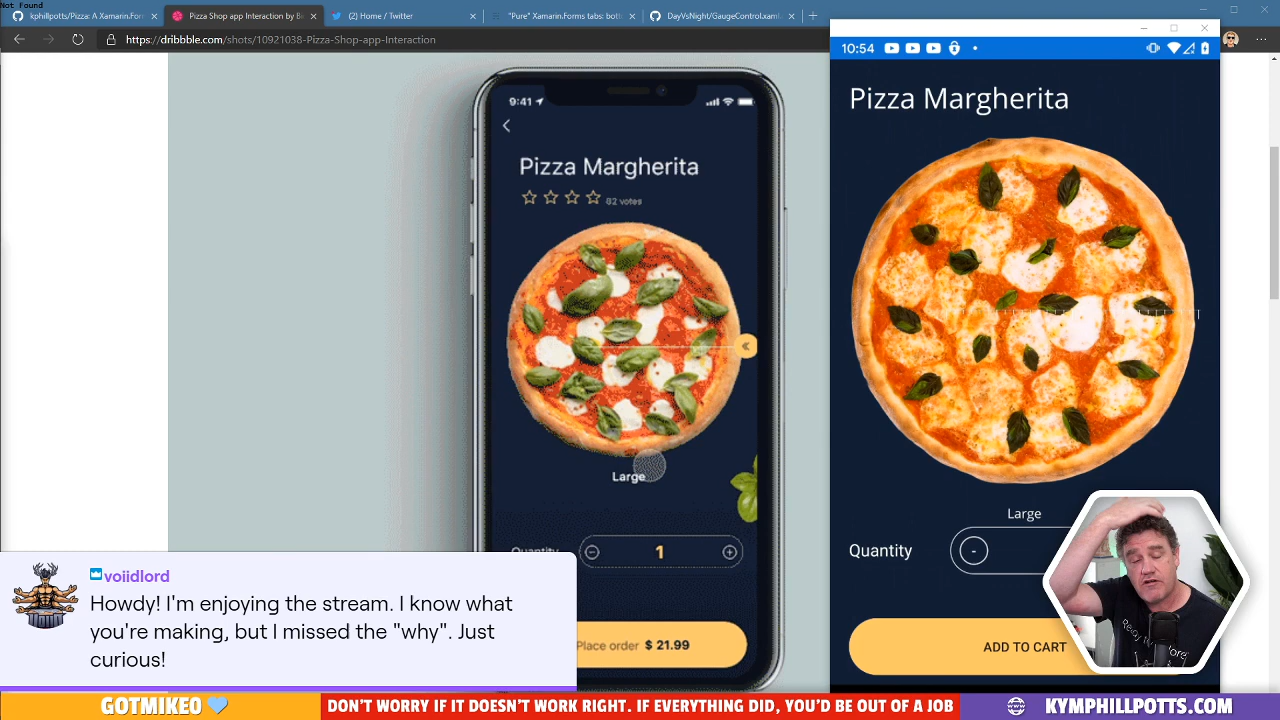 Not Found
kphillpotts/Pizza: A Xamarin.Form
Pizza Shop app Interaction by Be
(2) Home / Twitter
"Pure" Xamarin.Forms tabs: bott
DayVsNight/GaugeControl.xaml
https://dribbble.com/shots/10921038-Pizza-Shop-app-Interaction
9:41
Pizza Margherita
82 votes
Large
Quantity
1
Place order $ 21.99
10:54
Pizza Margherita
Large
Quantity
-
ADD TO CART
voiidlord
Howdy! I'm enjoying the stream. I know what
you're making, but I missed the "why". Just
curious!
GOTMIKEO
DON'T WORRY IF IT DOESN'T WORK RIGHT. IF EVERYTHING DID, YOU'D BE OUT OF A JOB
KYMPHILLPOTTS.COM